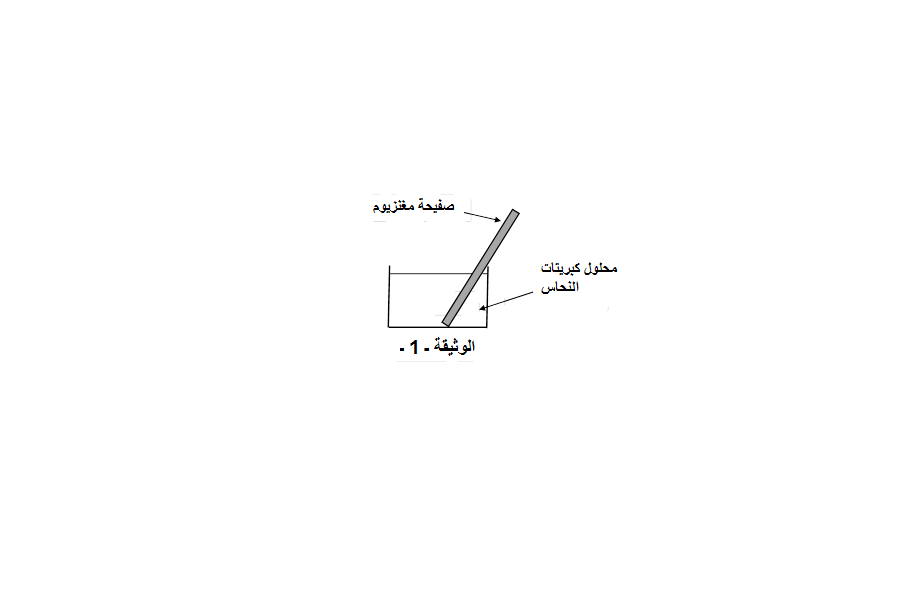 صفيحة مغنزيوم
محلول كبريتات
النحاس
الوثيقة - 1 -